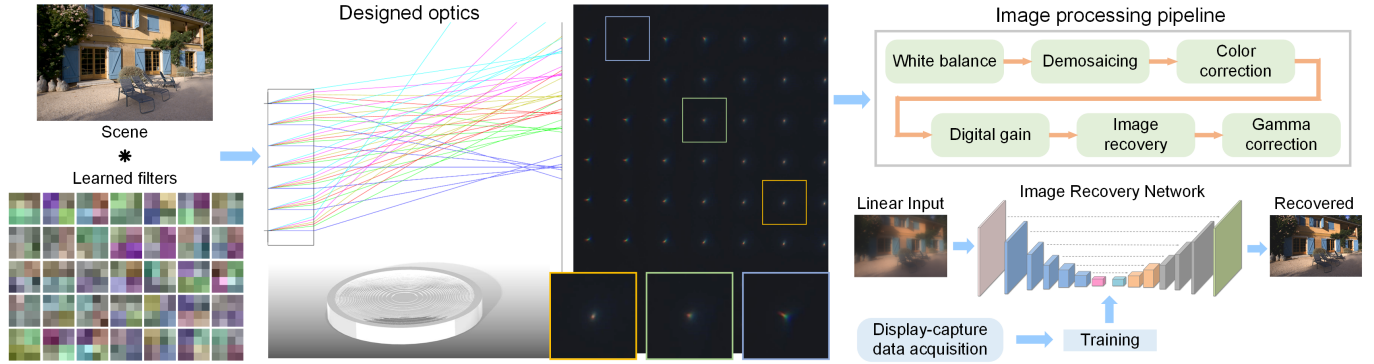 Scene
*
Learned filters
Designed optics
Image processing pipeline
White balance
Demosaicing
Color
correction
Digital gain
Image
recovery
Gamma
correction
Image Recovery Network
Linear Input
Recovered
Display-capture
data acquisition
Training